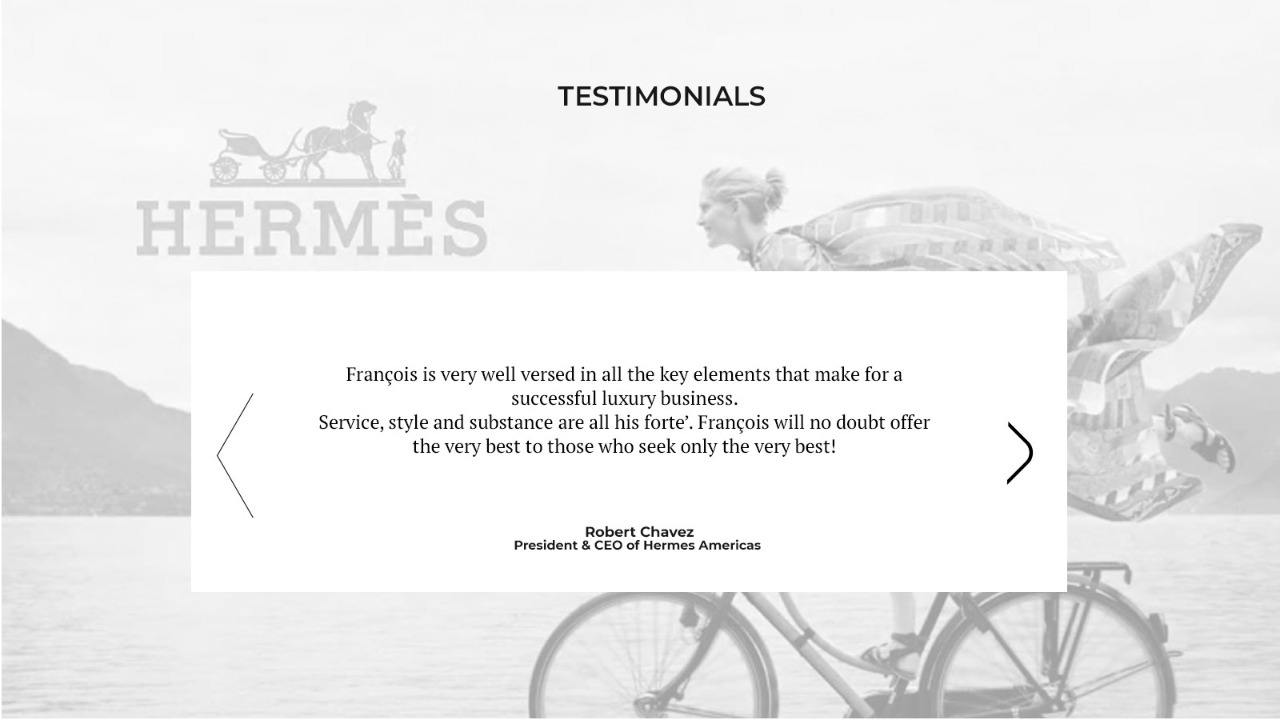 TESTIMONIALS
HERMÈS
François is very well versed in all the key elements that make for a
successful luxury business.
Service, style and substance are all his forte’. François will no doubt offer
the very best to those who seek only the very best!
Robert Chavez
President & CEO of Hermes Americas